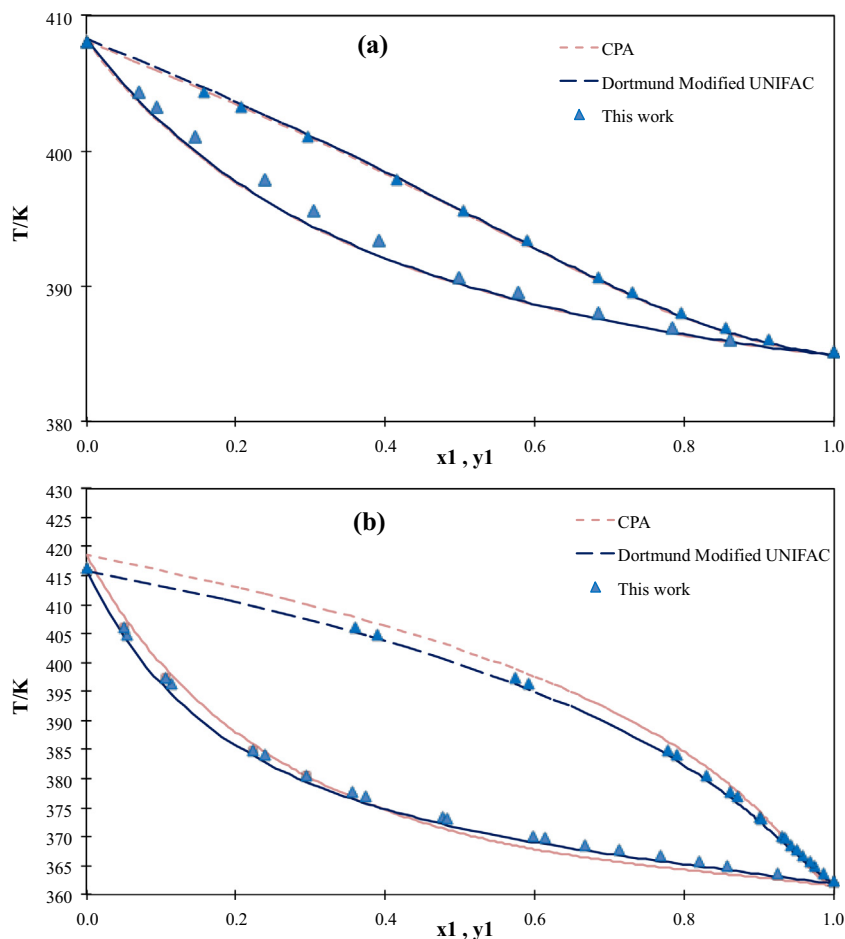 410
(a)
CPA
Dortmund Modified UNIFAC
This work
400
T/K
390
380
0.0 0.2 0.4 0.6 0.8 1.0
x1 , y1
430
(b)
425
CPA
420
Dortmund Modified UNIFAC
415
This work
410
405
400
T/K
395
390
385
380
375
370
365
360
0.0 0.2 0.4 0.6 0.8 1.0
x1 , y1